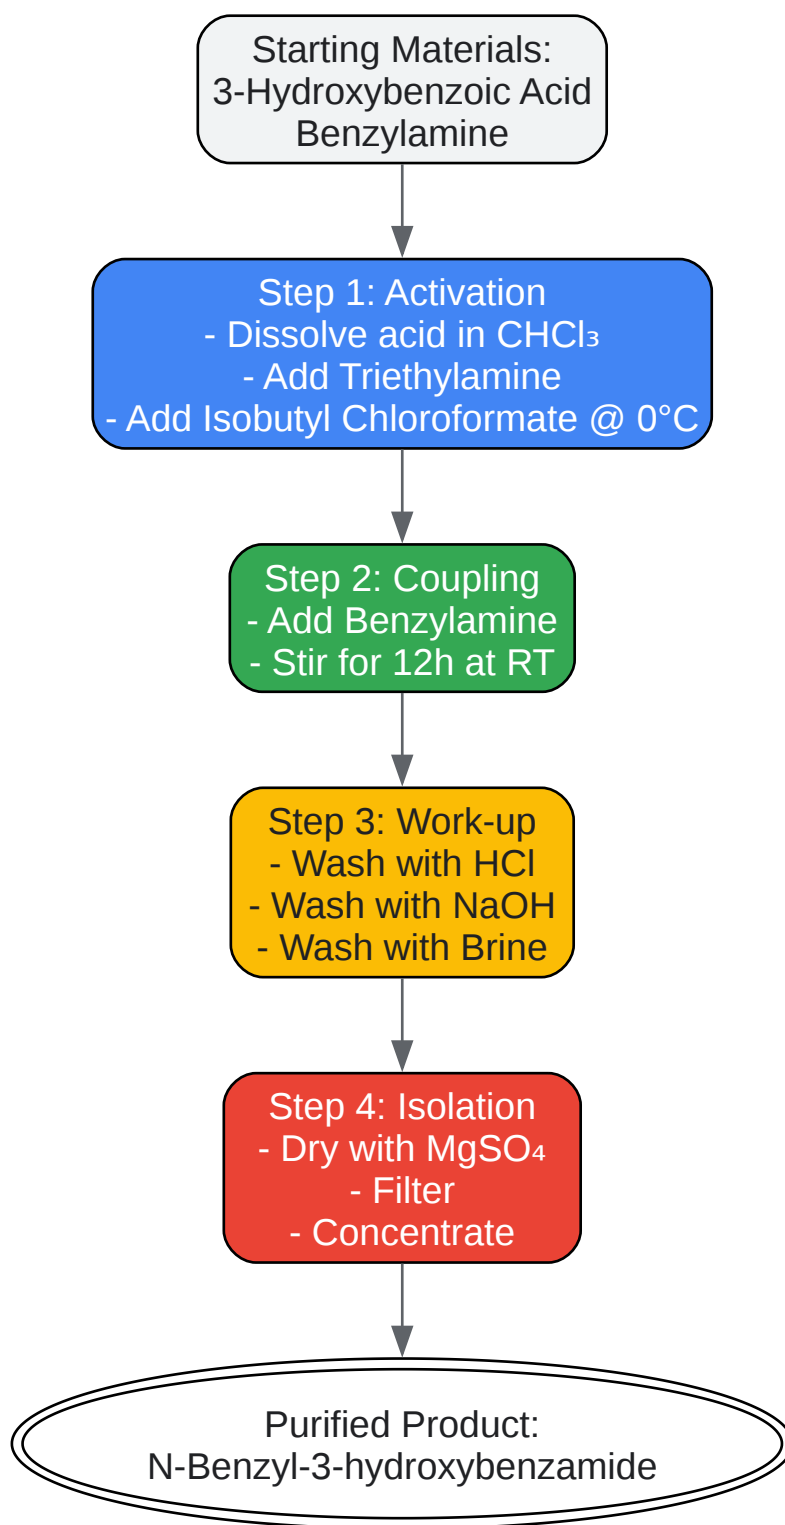 Starting Materials:
3-Hydroxybenzoic Acid
Benzylamine
Step 1: Activation
- Dissolve acid in CHCl₃
- Add Triethylamine
- Add Isobutyl Chloroformate @ 0°C
Step 2: Coupling
- Add Benzylamine
- Stir for 12h at RT
Step 3: Work-up
- Wash with HCl
- Wash with NaOH
- Wash with Brine
Step 4: Isolation
- Dry with MgSO₄
- Filter
- Concentrate
Purified Product:
N-Benzyl-3-hydroxybenzamide